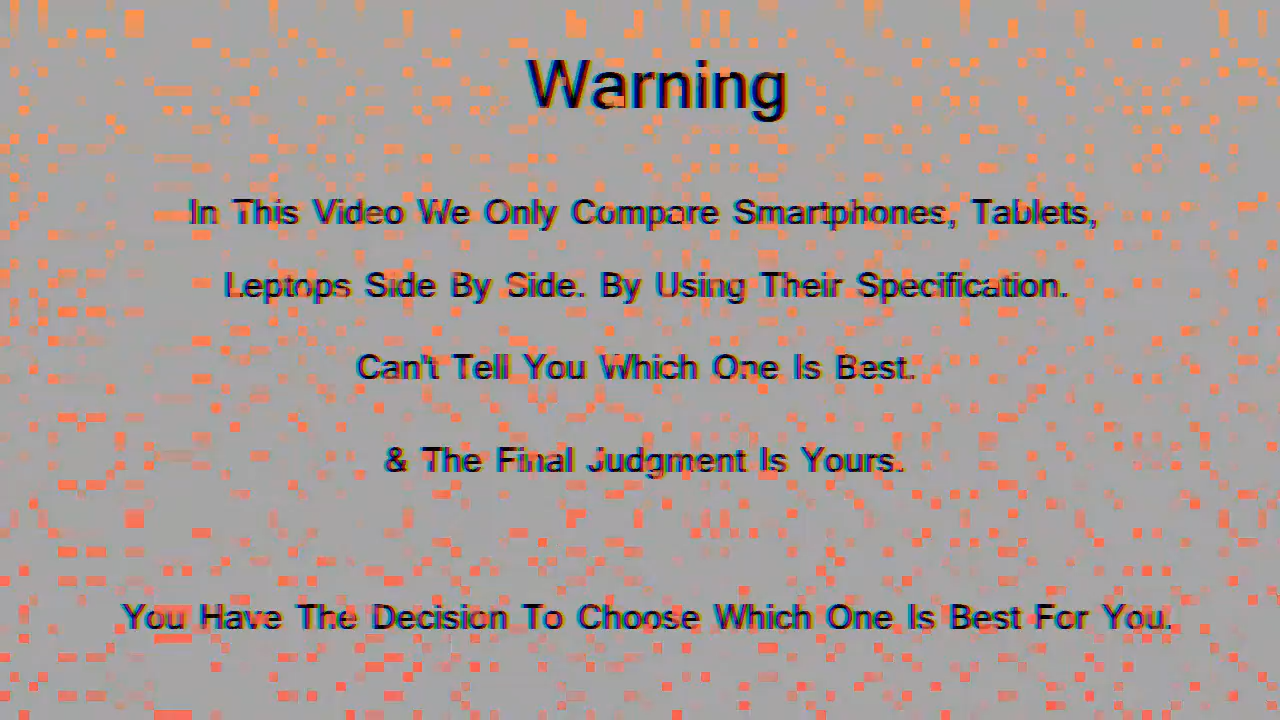 Warning
In This Video We Only Compare Smartphones, Tablets,
Leptops Side By Side. By Using Their Specification.
Can't Tell You Which One Is Best.
& The Final Judgment Is Yours.
You Have The Decision To Choose Which One Is Best For You.